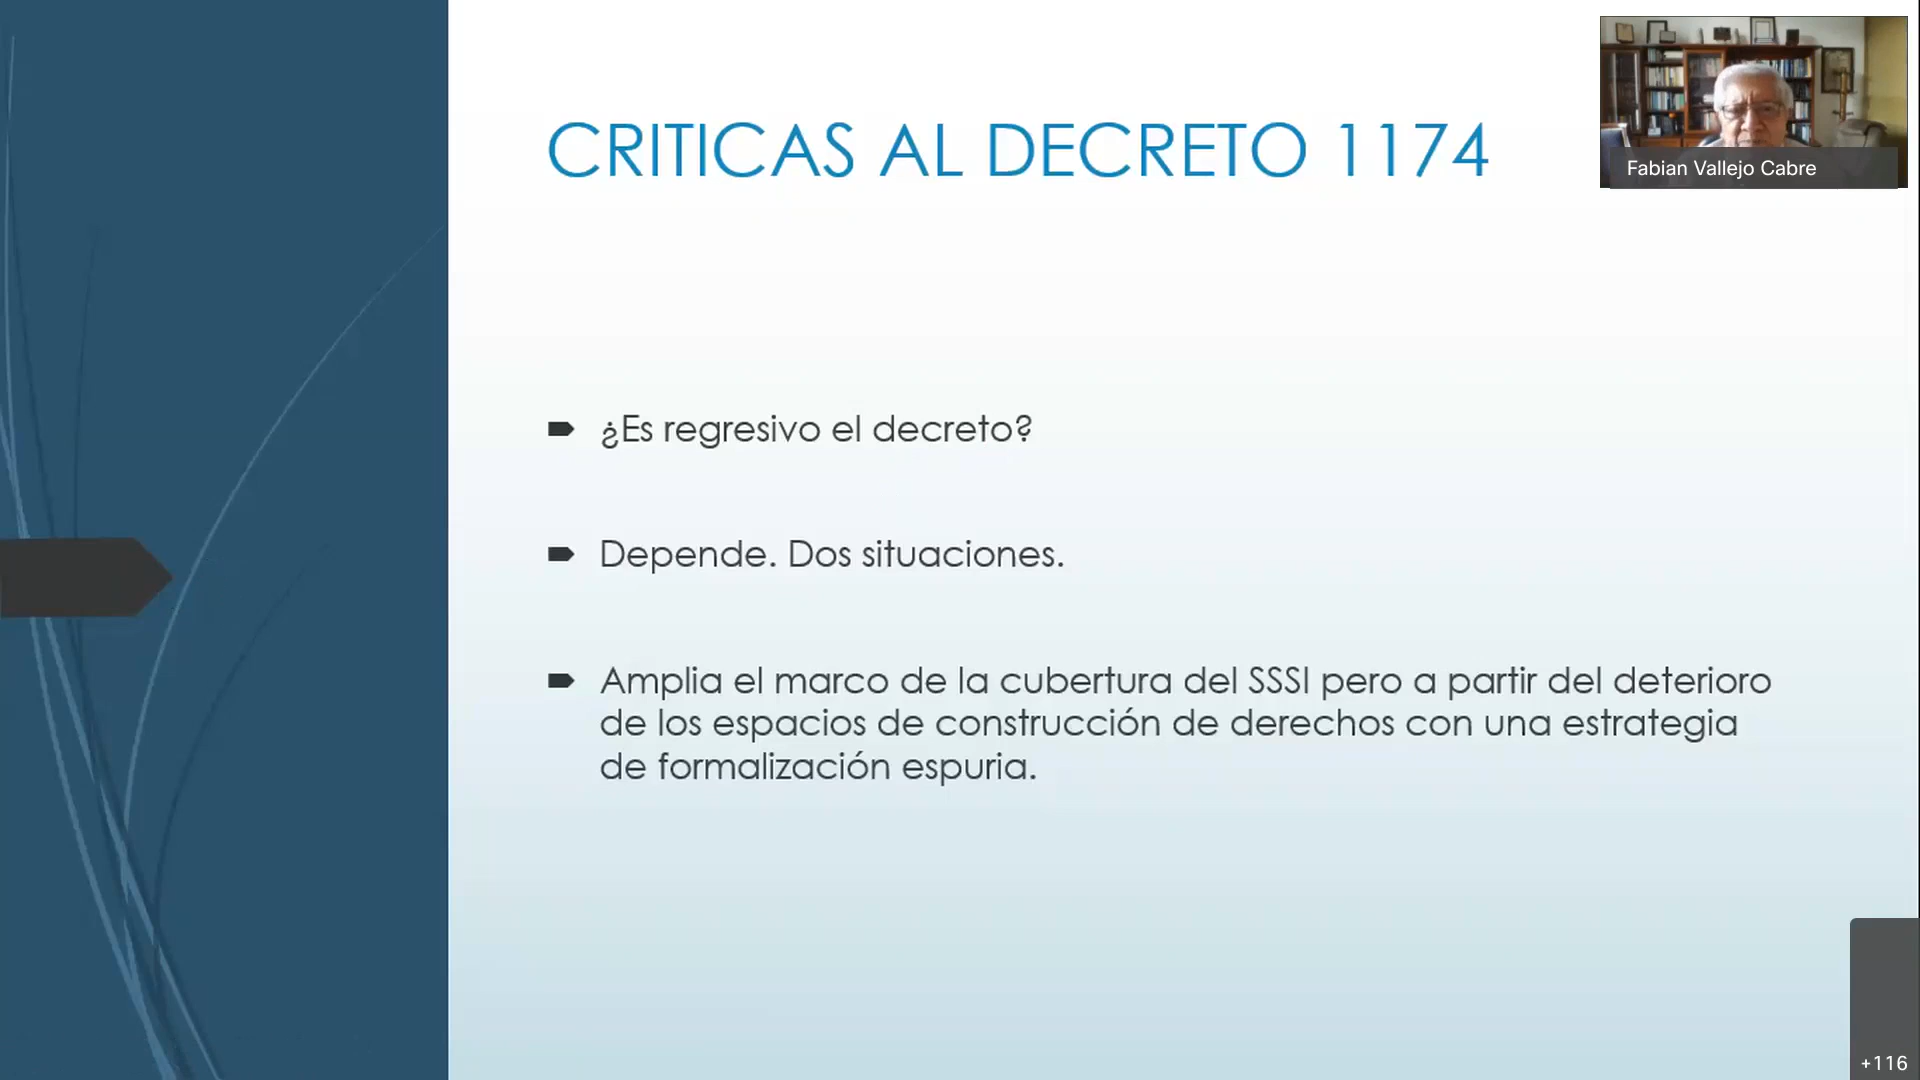 CRITICAS AL DECRETO 1174
Fabian Vallejo Cabre
¿Es regresivo el decreto?
Depende. Dos situaciones.
Amplia el marco de la cubertura del SSSI pero a partir del deterioro
de los espacios de construcción de derechos con una estrategia
de formalización espuria.
+116